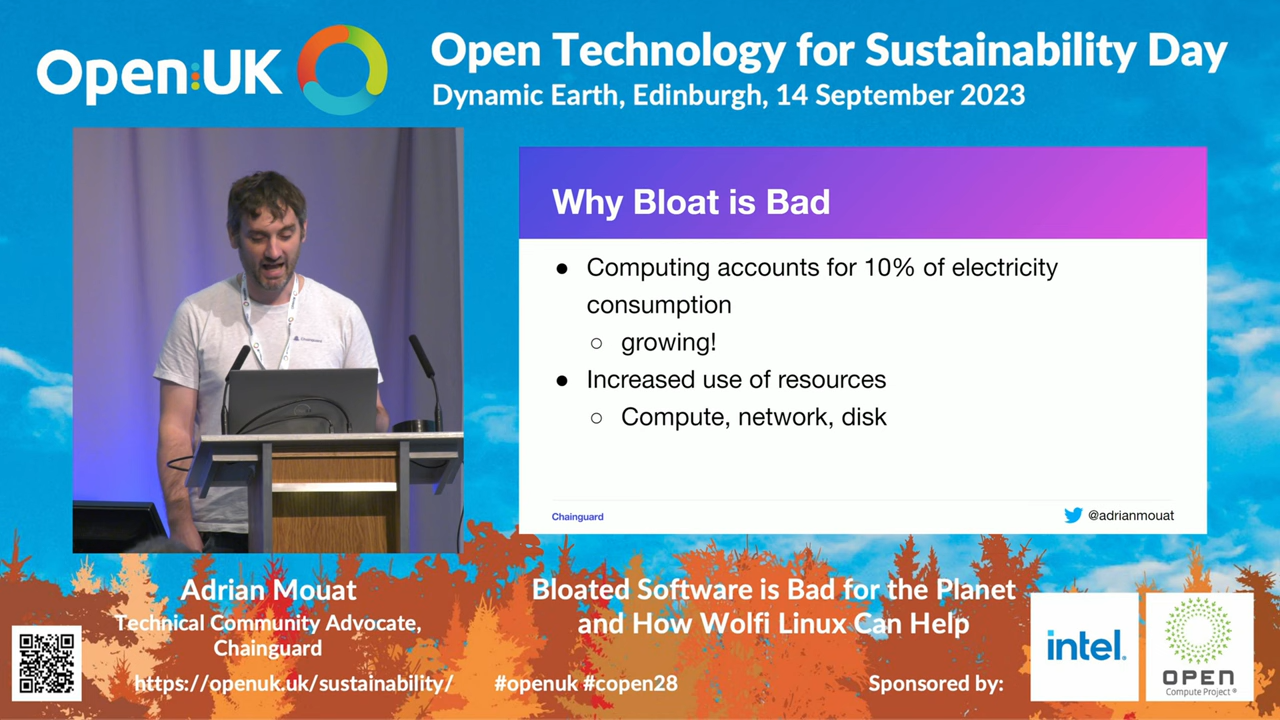 Open:UK
Open Technology for Sustainability Day
Dynamic Earth, Edinburgh, 14 September 2023
Why Bloat is Bad
● Computing accounts for 10% of electricity
consumption
○ growing!
● Increased use of resources
○ Compute, network, disk
Chainguard
@adrianmouat
Chainguard
Adrian Mouat
Technical Community Advocate,
Chainguard
https://openuk.uk/sustainability/
Bloated Software is Bad for the Planet
and How Wolfi Linux Can Help
#openuk #copen28
Sponsored by:
intel.
OPEN
Compute Project®